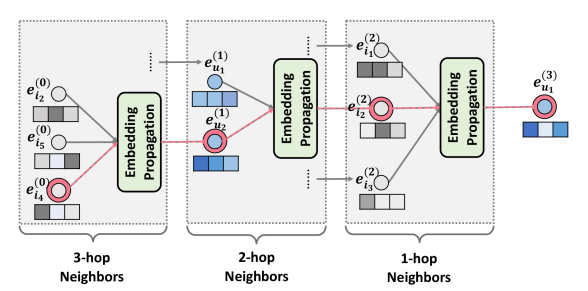 e_{i_2}^{(0)}
e_{i_5}^{(0)}
e_{i_4}^{(0)}
Embedding
Propagation
e_{u_1}^{(1)}
e_{u_2}^{(1)}
Embedding
Propagation
e_{i_1}^{(2)}
e_{i_2}^{(2)}
e_{i_3}^{(2)}
Embedding
Propagation
e_{u_1}^{(3)}
3-hop
Neighbors
2-hop
Neighbors
1-hop
Neighbors